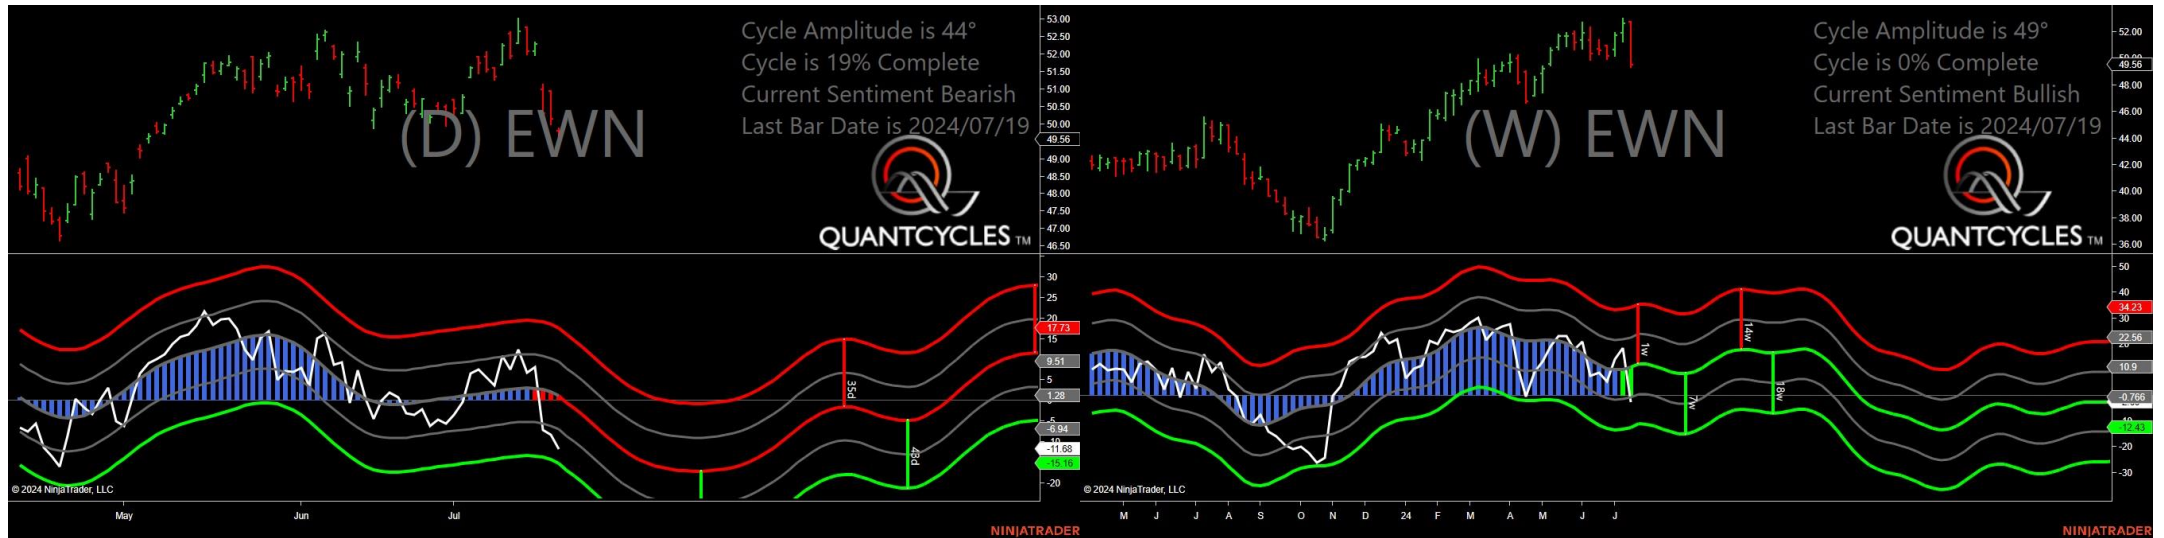 Cycle Amplitude is 44°
Cycle is 19% Complete
Current Sentiment Bearish
Last Bar Date is 2024/07/19
(D) EWN
QUANTCYCLES TM
53.00
52.50
52.00
51.50
51.00
50.50
50.00
49.56
49.00
48.50
48.00
47.50
47.00
46.50
30
25
20
17.73
15
9.51
5
1.28
-6.94
-11.68
-15.16
-20
35d
43d
© 2024 NinjaTrader, LLC
May
Jun
Jul
NINJATRADER
Cycle Amplitude is 49°
Cycle is 0% Complete
Current Sentiment Bullish
Last Bar Date is 2024/07/19
(W) EWN
QUANTCYCLES TM
52.00
49.56
48.00
46.00
44.00
42.00
40.00
38.00
36.00
50
40
34.23
30
22.56
10.9
-0.766
-12.43
-20
-30
1w
7w
14w
18w
© 2024 NinjaTrader, LLC
M J J A S O N D 24 F M A M J J
NINJATRADER